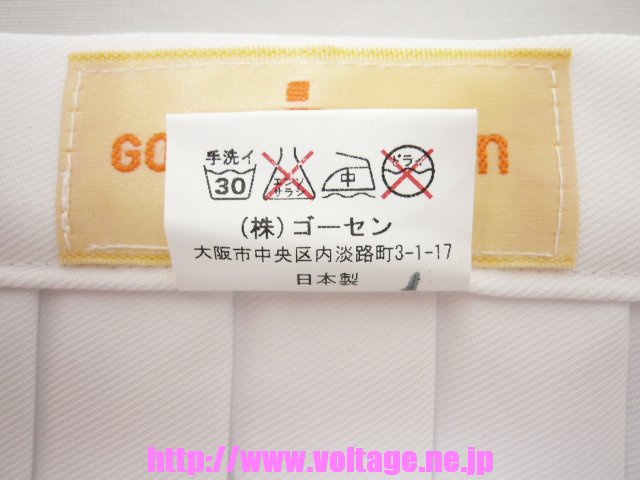 GO n
手洗イ
30 エンソ サラシ 中 ドライ
(株)ゴーセン
大阪市中央区内淡路町3-1-17
日本製
http://www.voltage.ne.jp